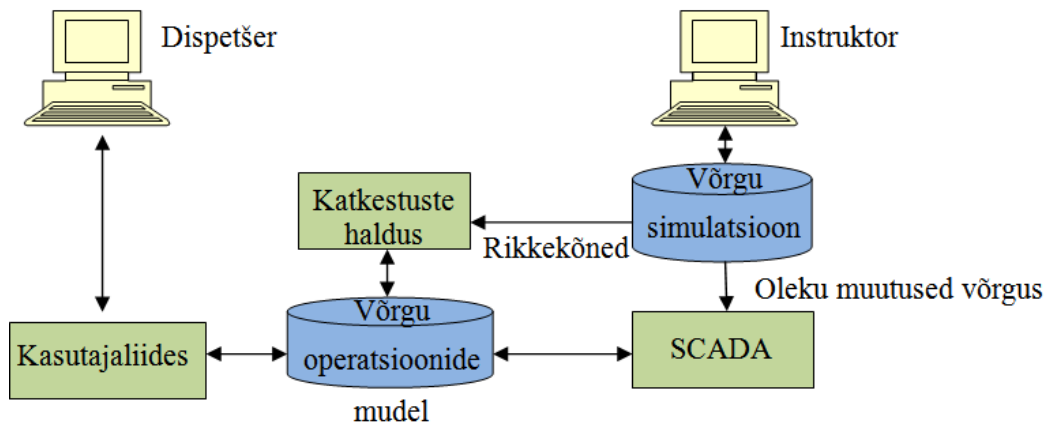 Dispetšer
Instruktor
Võrgu
simulatsioon
Katkestuste
haldus
Rikkekõned
Oleku muutused võrgus
Võrgu
operatsioonide
mudel
Kasutajaliides
SCADA